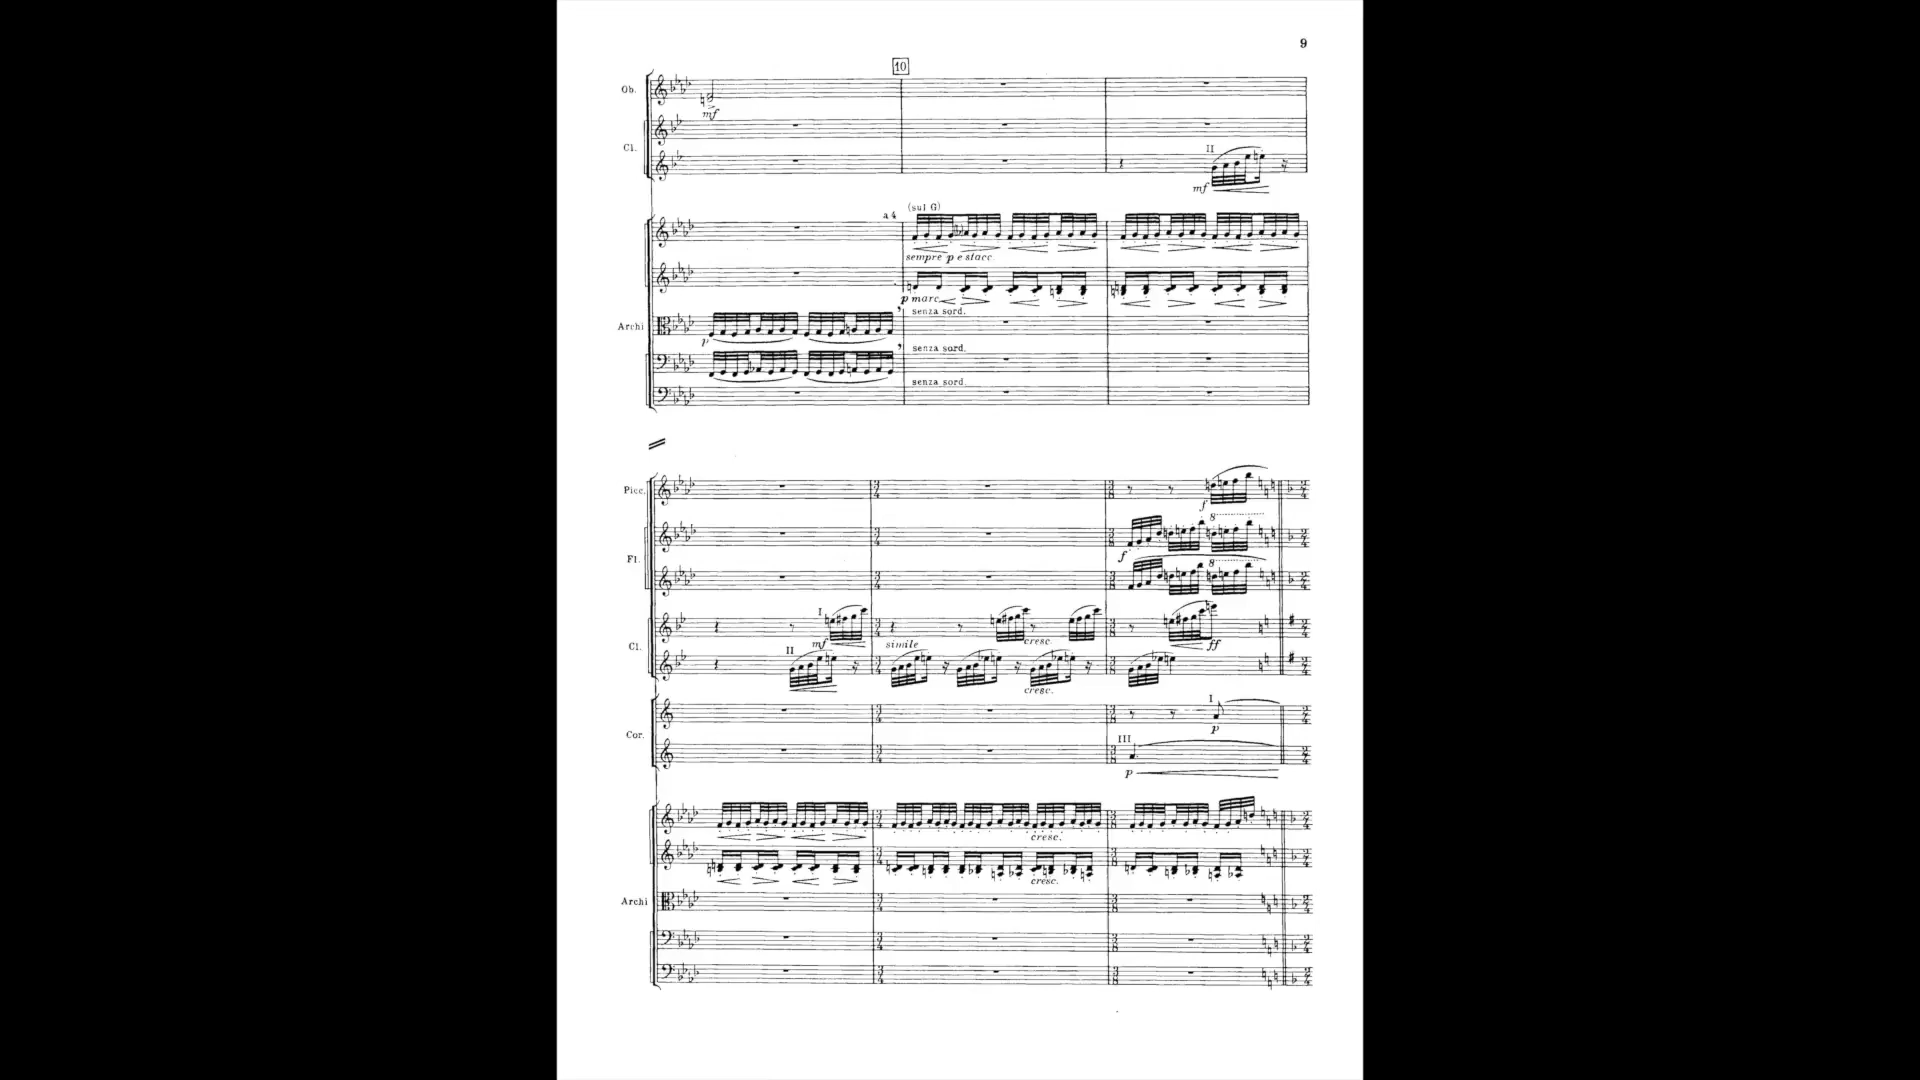 9
10
Ob.
mf
Cl.
II
mf
a 4
(sul G)
sempre p e stacc.
p marc.
senza sord.
Archi
p
senza sord.
senza sord.
Picc.
f
8
Fl.
f
8
I
mf
simile
cresc.
ff
Cl.
II
cresc.
I
p
Cor.
III
p
cresc.
cresc.
Archi